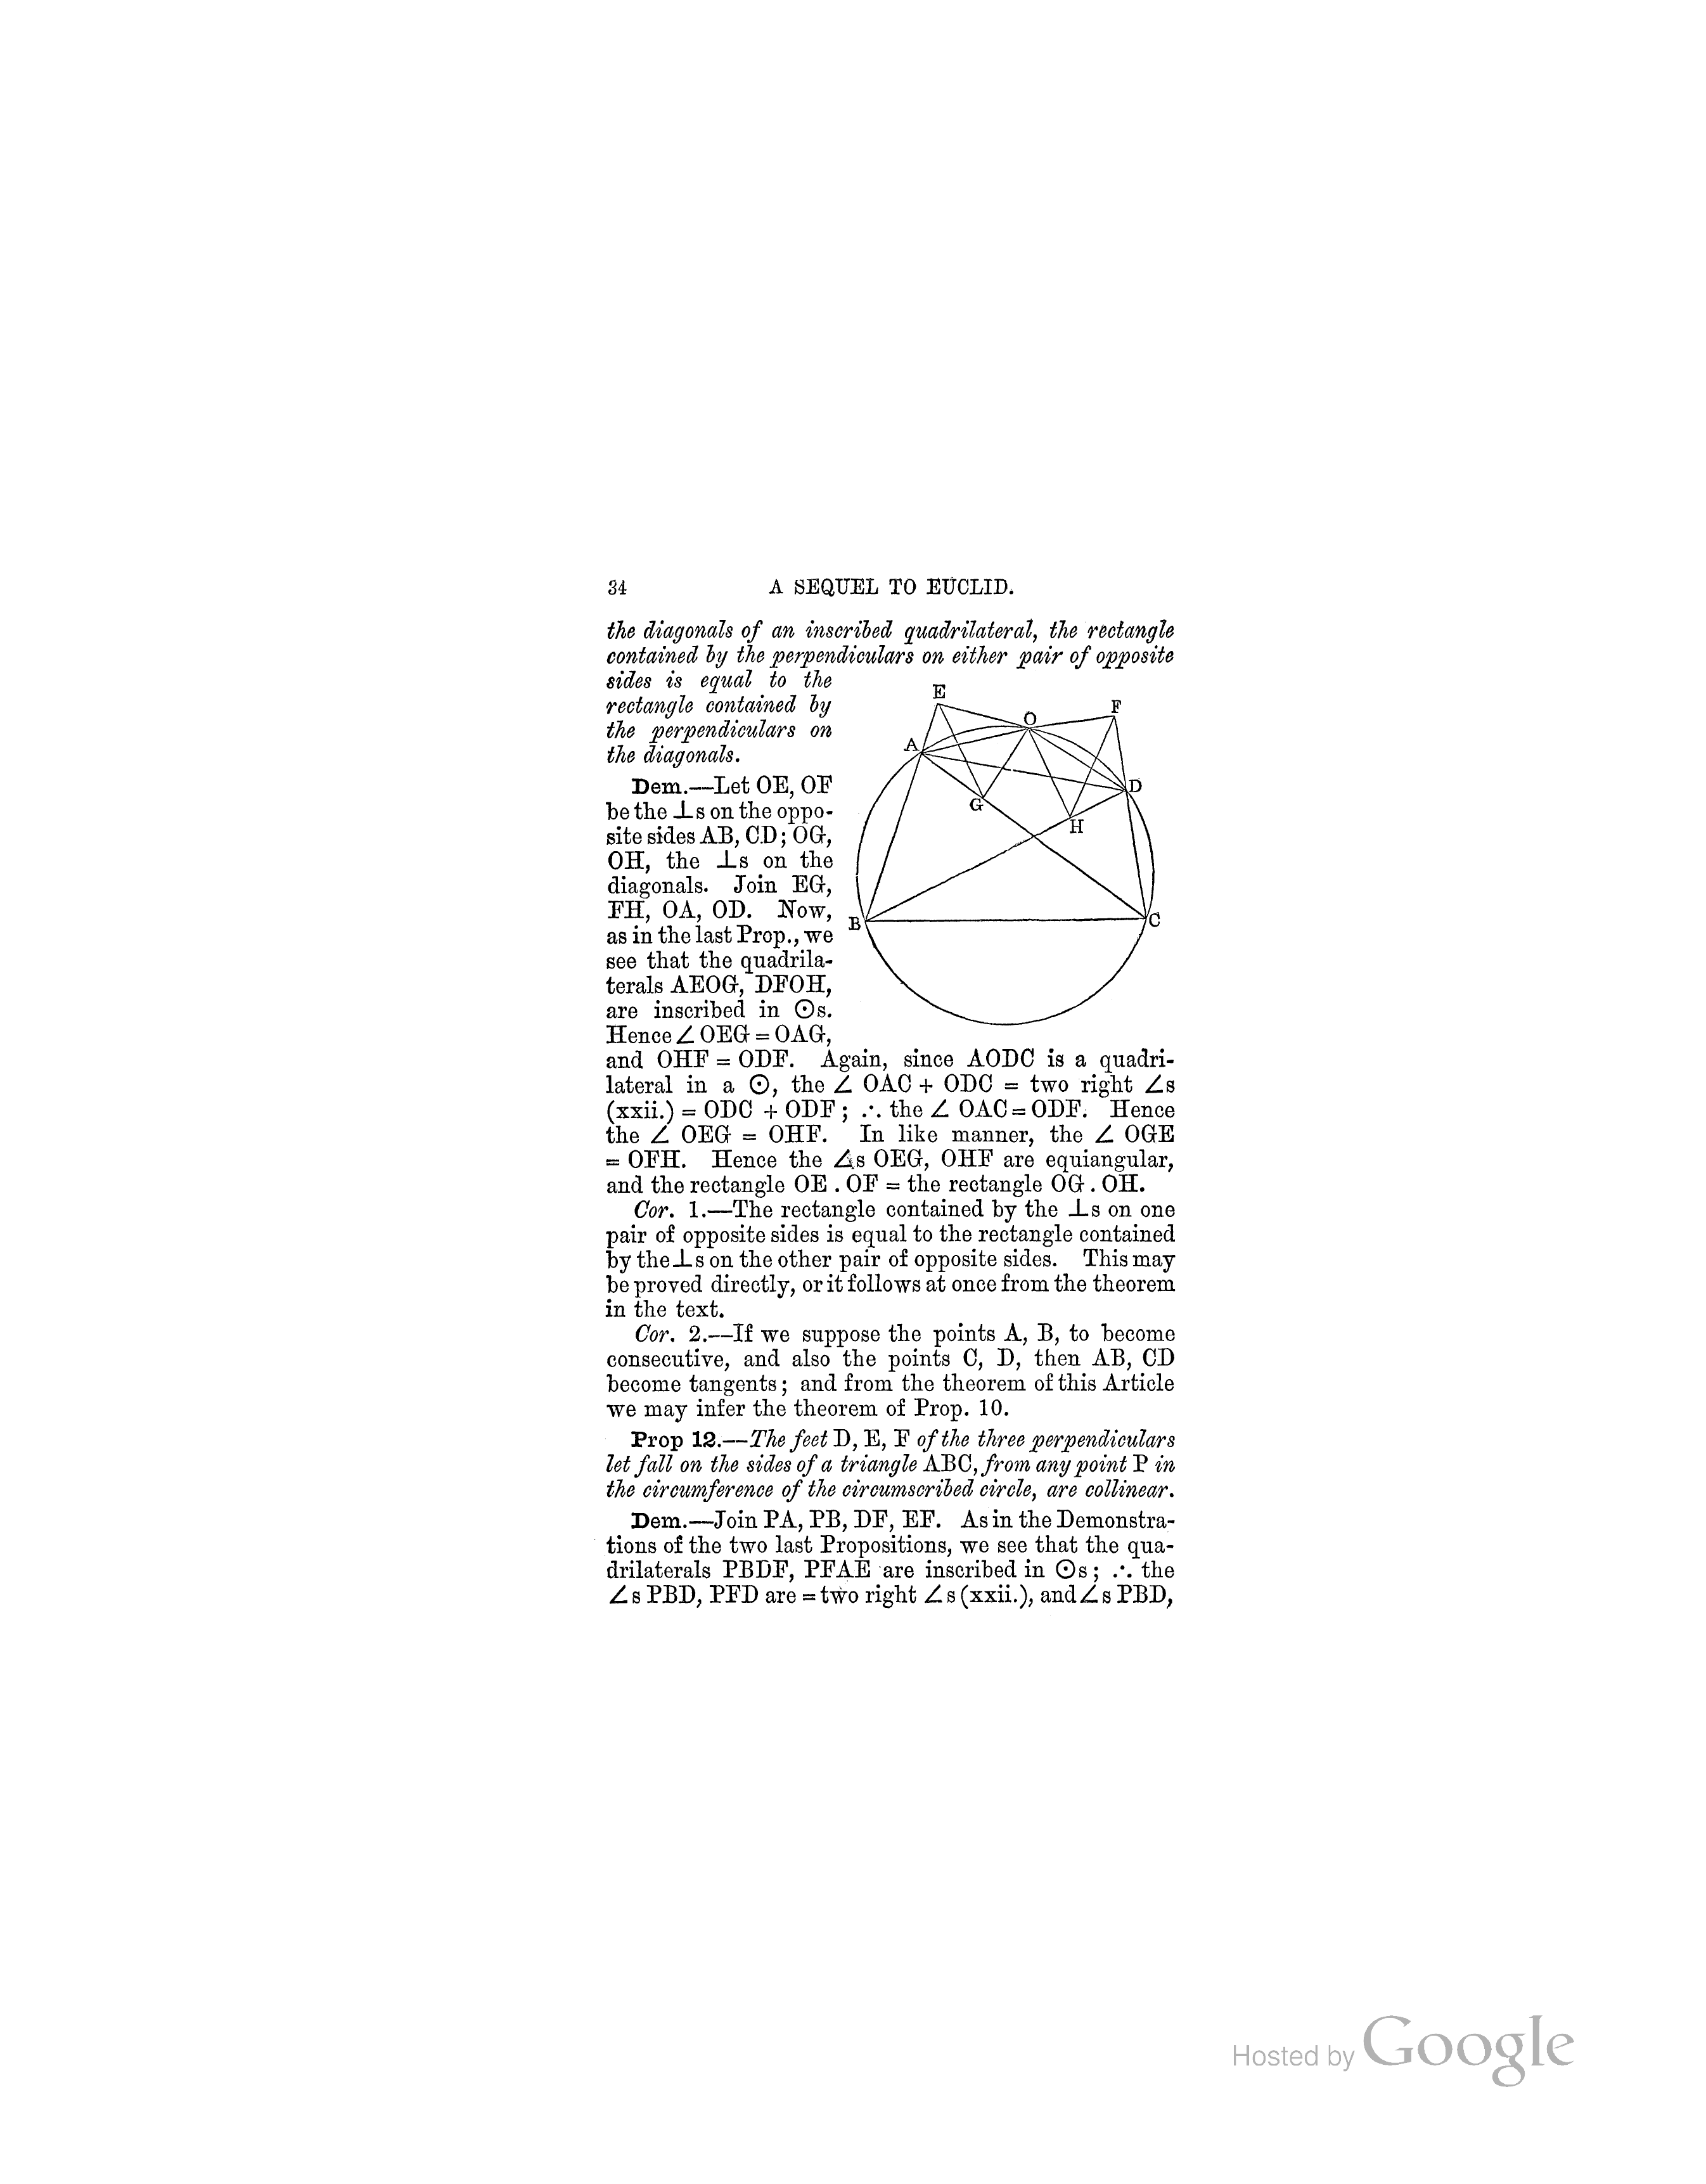 34 A SEQUEL TO EUCLID.
the diagonals of an inscribed quadrilateral, the rectangle
contained by the perpendiculars on either pair of opposite
sides is equal to the
rectangle contained by
the perpendiculars on
the diagonals.
Dem.—Let OE, OF
be the ⊥s on the oppo-
site sides AB, CD; OG,
OH, the ⊥s on the
diagonals. Join EG,
FH, OA, OD. Now,
as in the last Prop., we
see that the quadrila-
terals AEOG, DFOH,
are inscribed in ⊙s.
Hence ∠ OEG = OAG,
E
F
O
A
D
G
H
B
C
and OHF = ODF. Again, since AODC is a quadri-
lateral in a ⊙, the ∠ OAC + ODC = two right ∠s
(xxii.) = ODC + ODF; ∴ the ∠ OAC = ODF. Hence
the ∠ OEG = OHF. In like manner, the ∠ OGE
= OFH. Hence the △s OEG, OHF are equiangular,
and the rectangle OE . OF = the rectangle OG . OH.
Cor. 1.—The rectangle contained by the ⊥s on one
pair of opposite sides is equal to the rectangle contained
by the ⊥s on the other pair of opposite sides. This may
be proved directly, or it follows at once from the theorem
in the text.
Cor. 2.—If we suppose the points A, B, to become
consecutive, and also the points C, D, then AB, CD
become tangents; and from the theorem of this Article
we may infer the theorem of Prop. 10.
Prop 12.—The feet D, E, F of the three perpendiculars
let fall on the sides of a triangle ABC, from any point P in
the circumference of the circumscribed circle, are collinear.
Dem.—Join PA, PB, DF, EF. As in the Demonstra-
tions of the two last Propositions, we see that the qua-
drilaterals PBDF, PFAE are inscribed in ⊙s; ∴ the
∠s PBD, PFD are = two right ∠s (xxii.), and ∠s PBD,
Hosted by Google